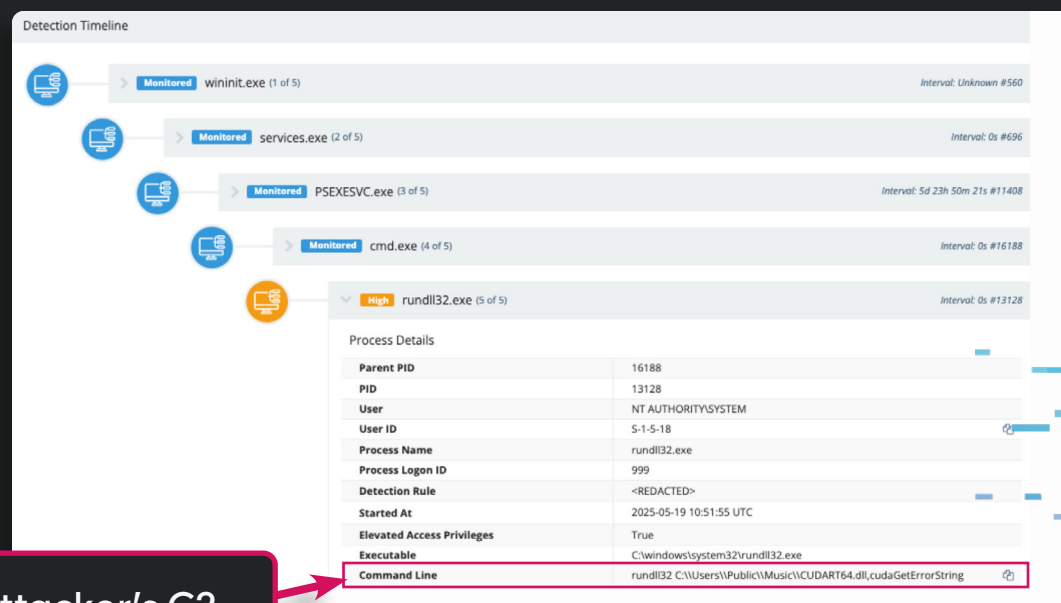 Detection Timeline
Monitored wininit.exe (1 of 5) Interval: Unknown #560
Monitored services.exe (2 of 5) Interval: 0s #696
Monitored PSEXESVC.exe (3 of 5) Interval: 5d 23h 50m 21s #11408
Monitored cmd.exe (4 of 5) Interval: 0s #16188
High rundll32.exe (5 of 5) Interval: 0s #13128
Process Details
Parent PID 16188
PID 13128
User NT AUTHORITY\SYSTEM
User ID S-1-5-18
Process Name rundll32.exe
Process Logon ID 999
Detection Rule <REDACTED>
Started At 2025-05-19 10:51:55 UTC
Elevated Access Privileges True
Executable C:\windows\system32\rundll32.exe
Command Line rundll32 C:\\Users\\Public\\Music\\CUDART64.dll,cudaGetErrorString
C2